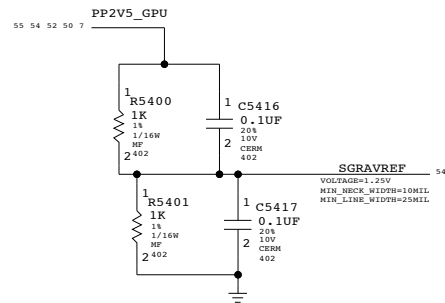 PP2V5_GPU
55 54 52 50 7
1
R5400
1K
1%
1/16W
MF
2 402
1 C5416
0.1UF
20%
2 10V
CERM
402
SGRAVREF 54
VOLTAGE=1.25V
MIN_NECK_WIDTH=10MIL
MIN_LINE_WIDTH=25MIL
1
R5401
1K
1%
1/16W
MF
2 402
1 C5417
0.1UF
20%
2 10V
CERM
402